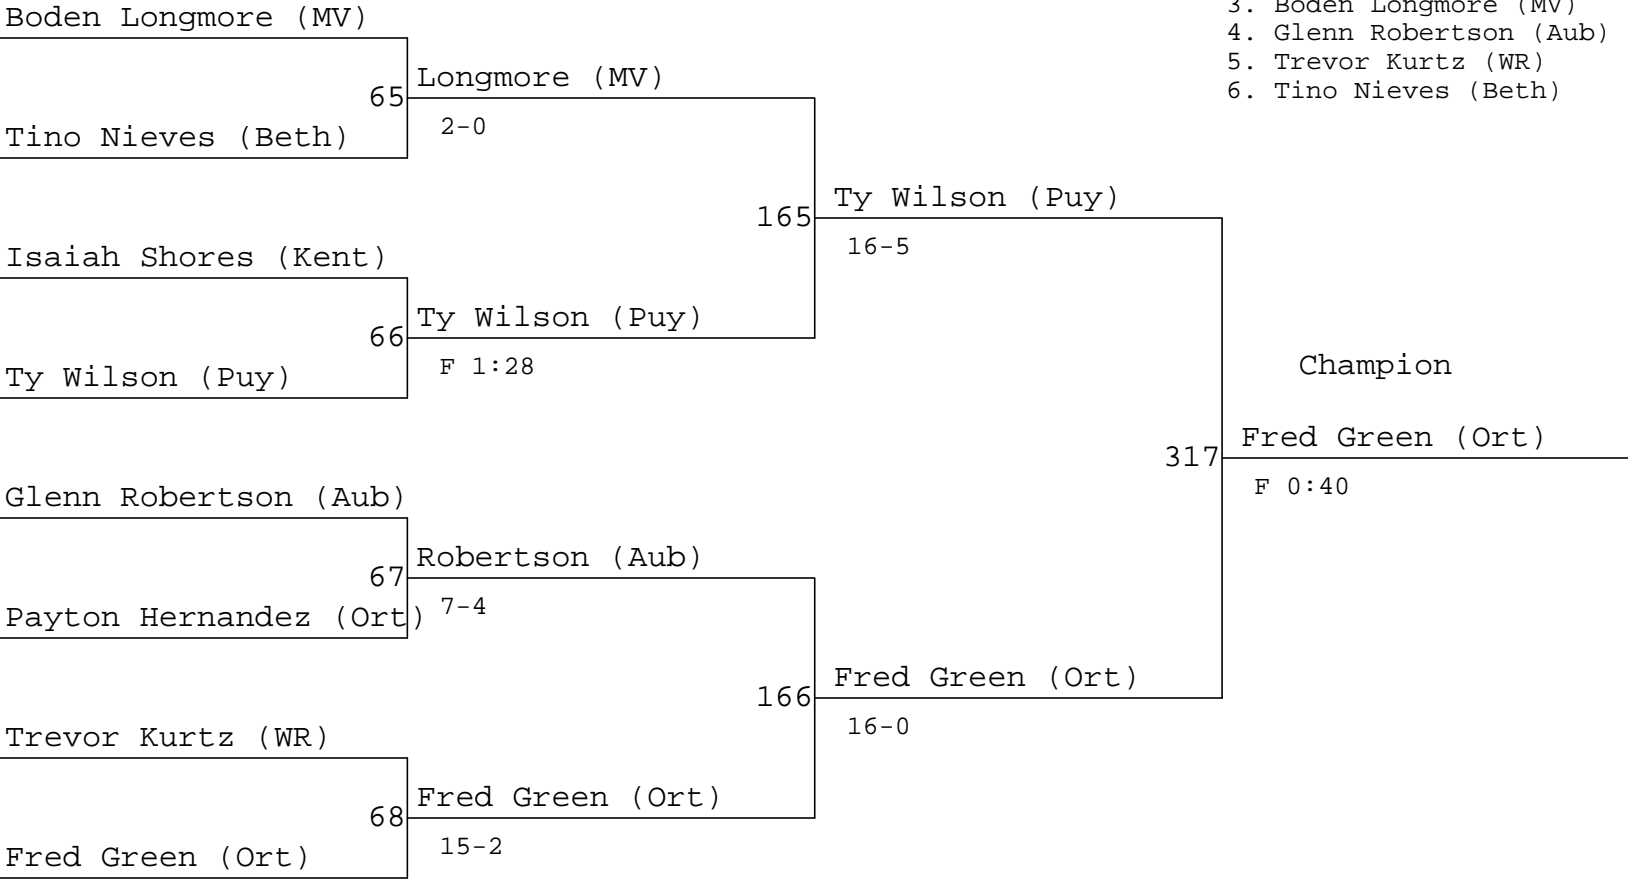 Boden Longmore (MV)
65
Tino Nieves (Beth)
Isaiah Shores (Kent)
66
Ty Wilson (Puy)
Glenn Robertson (Aub)
67
Payton Hernandez (Ort)
Trevor Kurtz (WR)
68
Fred Green (Ort)
Longmore (MV)
2-0
165
Ty Wilson (Puy)
F 1:28
Robertson (Aub)
7-4
166
Fred Green (Ort)
15-2
Ty Wilson (Puy)
16-5
317
Fred Green (Ort)
16-0
Champion
Fred Green (Ort)
F 0:40
3. Boden Longmore (MV)
4. Glenn Robertson (Aub)
5. Trevor Kurtz (WR)
6. Tino Nieves (Beth)